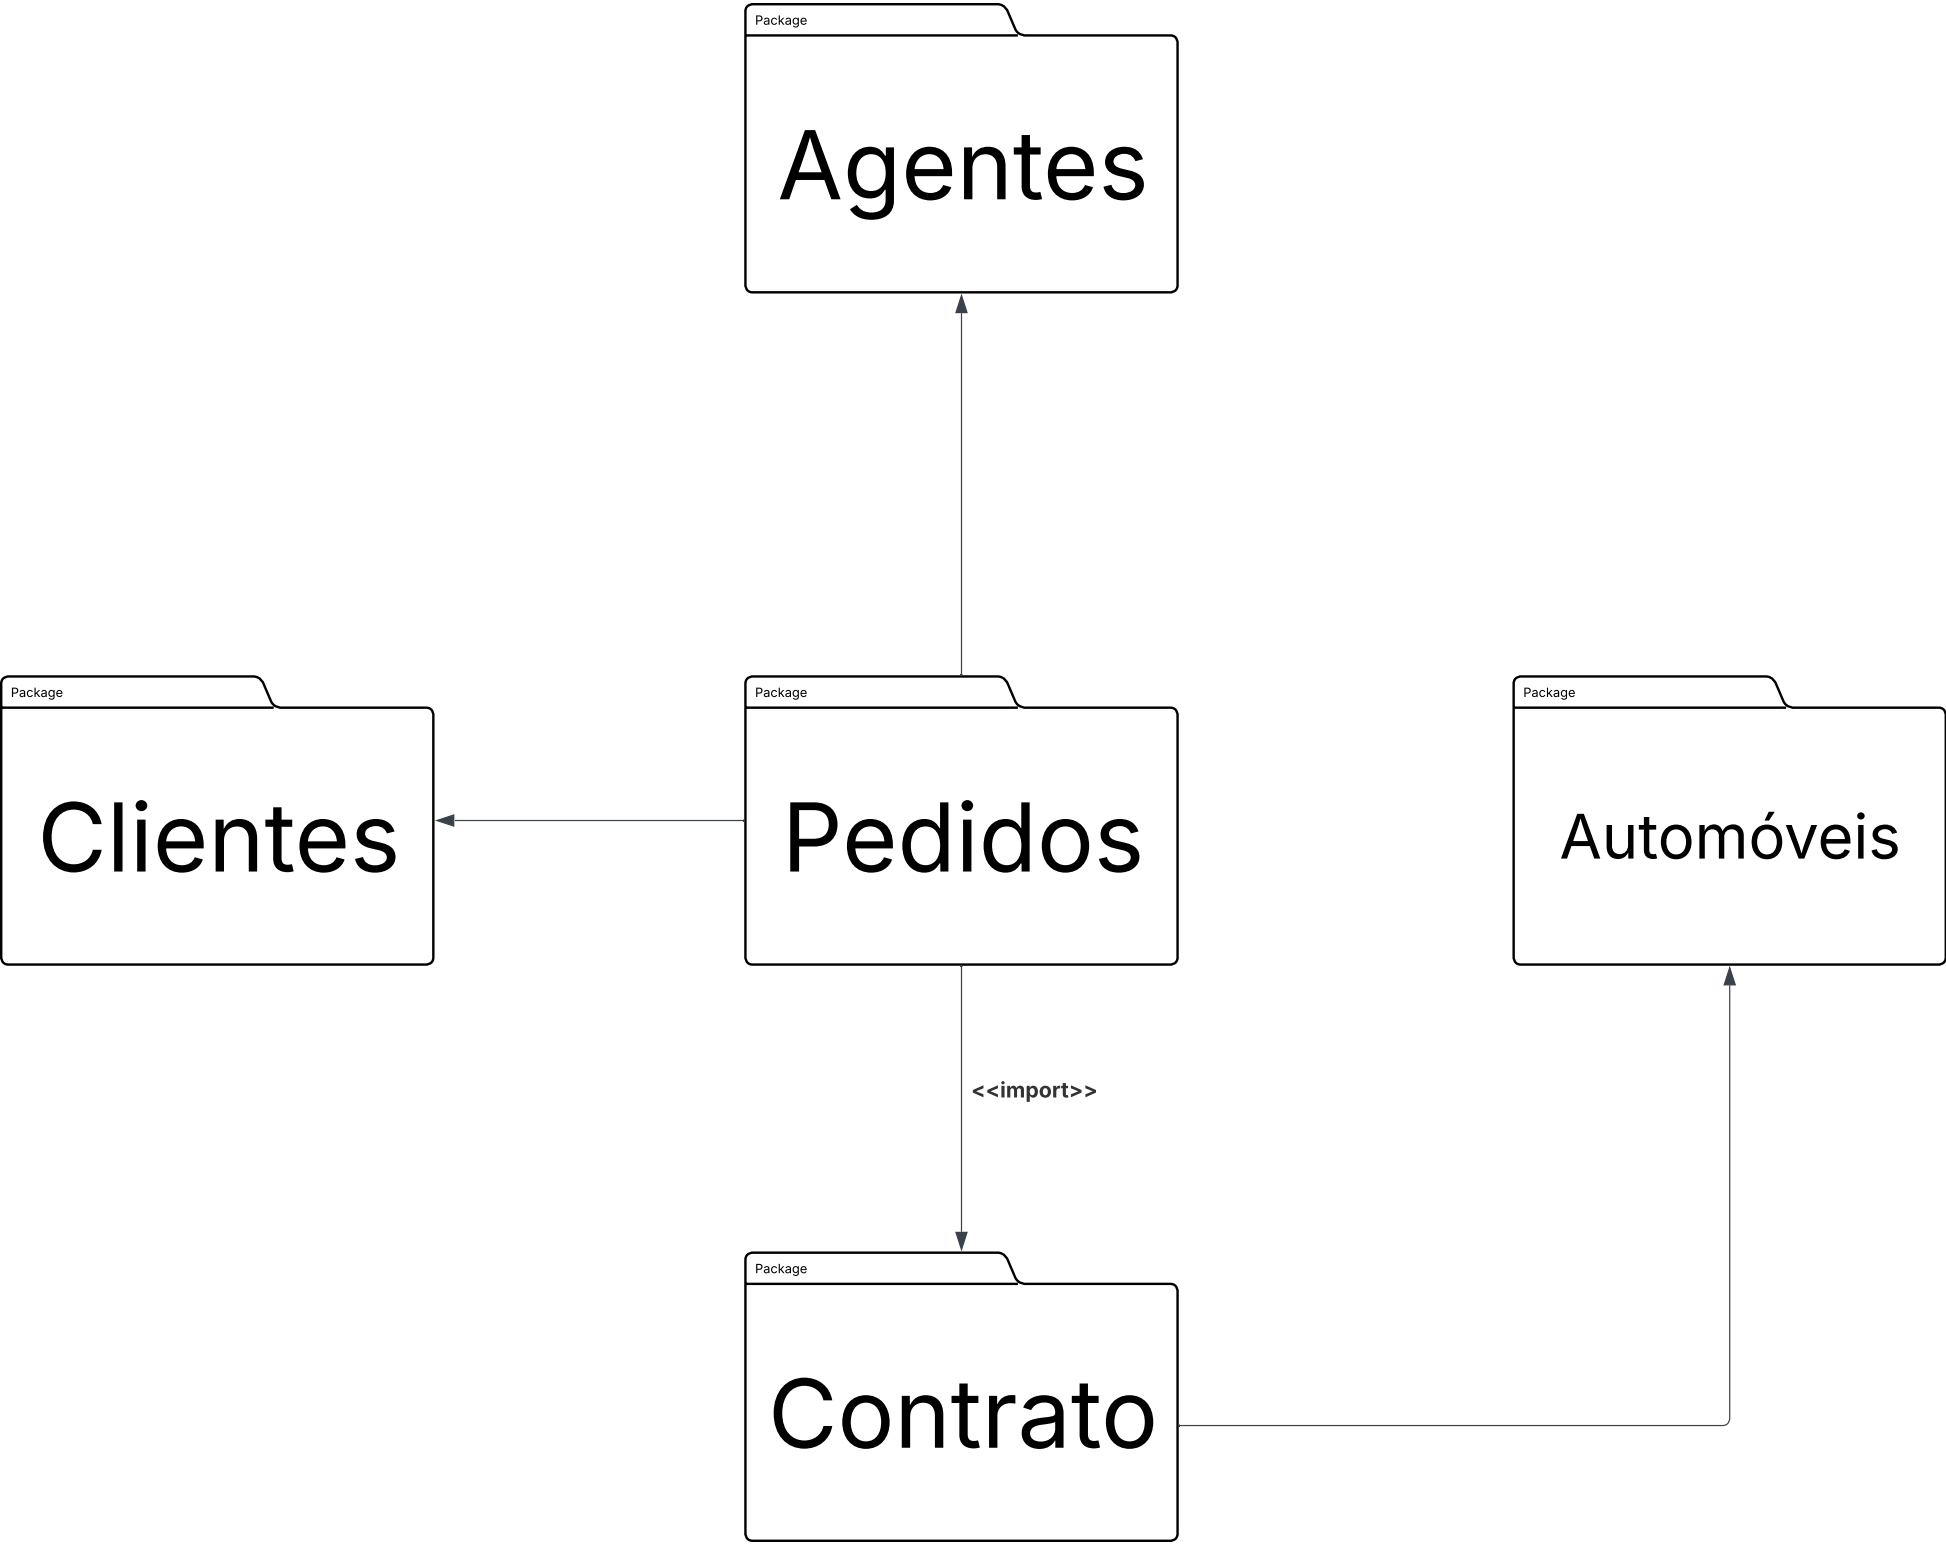 Package
Agentes
Package
Clientes
Package
Pedidos
Package
Automóveis
<<import>>
Package
Contrato